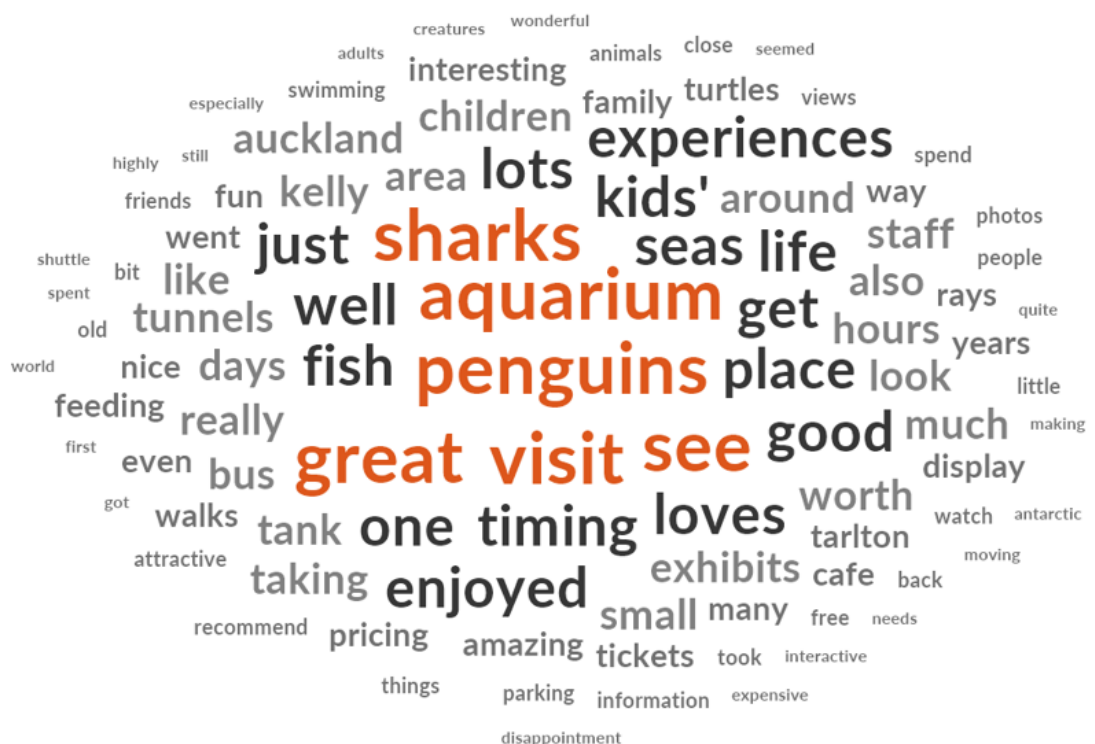 wonderful
creatures
adults interesting animals close seemed
especially swimming children family turtles views
highly still auckland lots experiences spend
friends fun kelly area kids' around way
went just sharks seas life staff photos
shuttle bit like well aquarium get also rays people
spent old tunnels hours years quite
world nice days fish penguins place look little
feeding really great visit see good much making
first even bus worth display
got walks tank one timing loves tarlton watch antarctic
attractive taking enjoyed exhibits cafe back moving
recommend pricing amazing small many free needs
tickets took interactive
things parking information expensive
disappointment